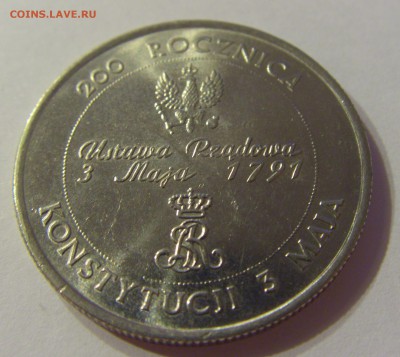 COINS.LAVE.RU
200 ROCZNICA
Ustawa Rządowa
3 Maja 1791
KONSTYTUCJI 3 MAJA